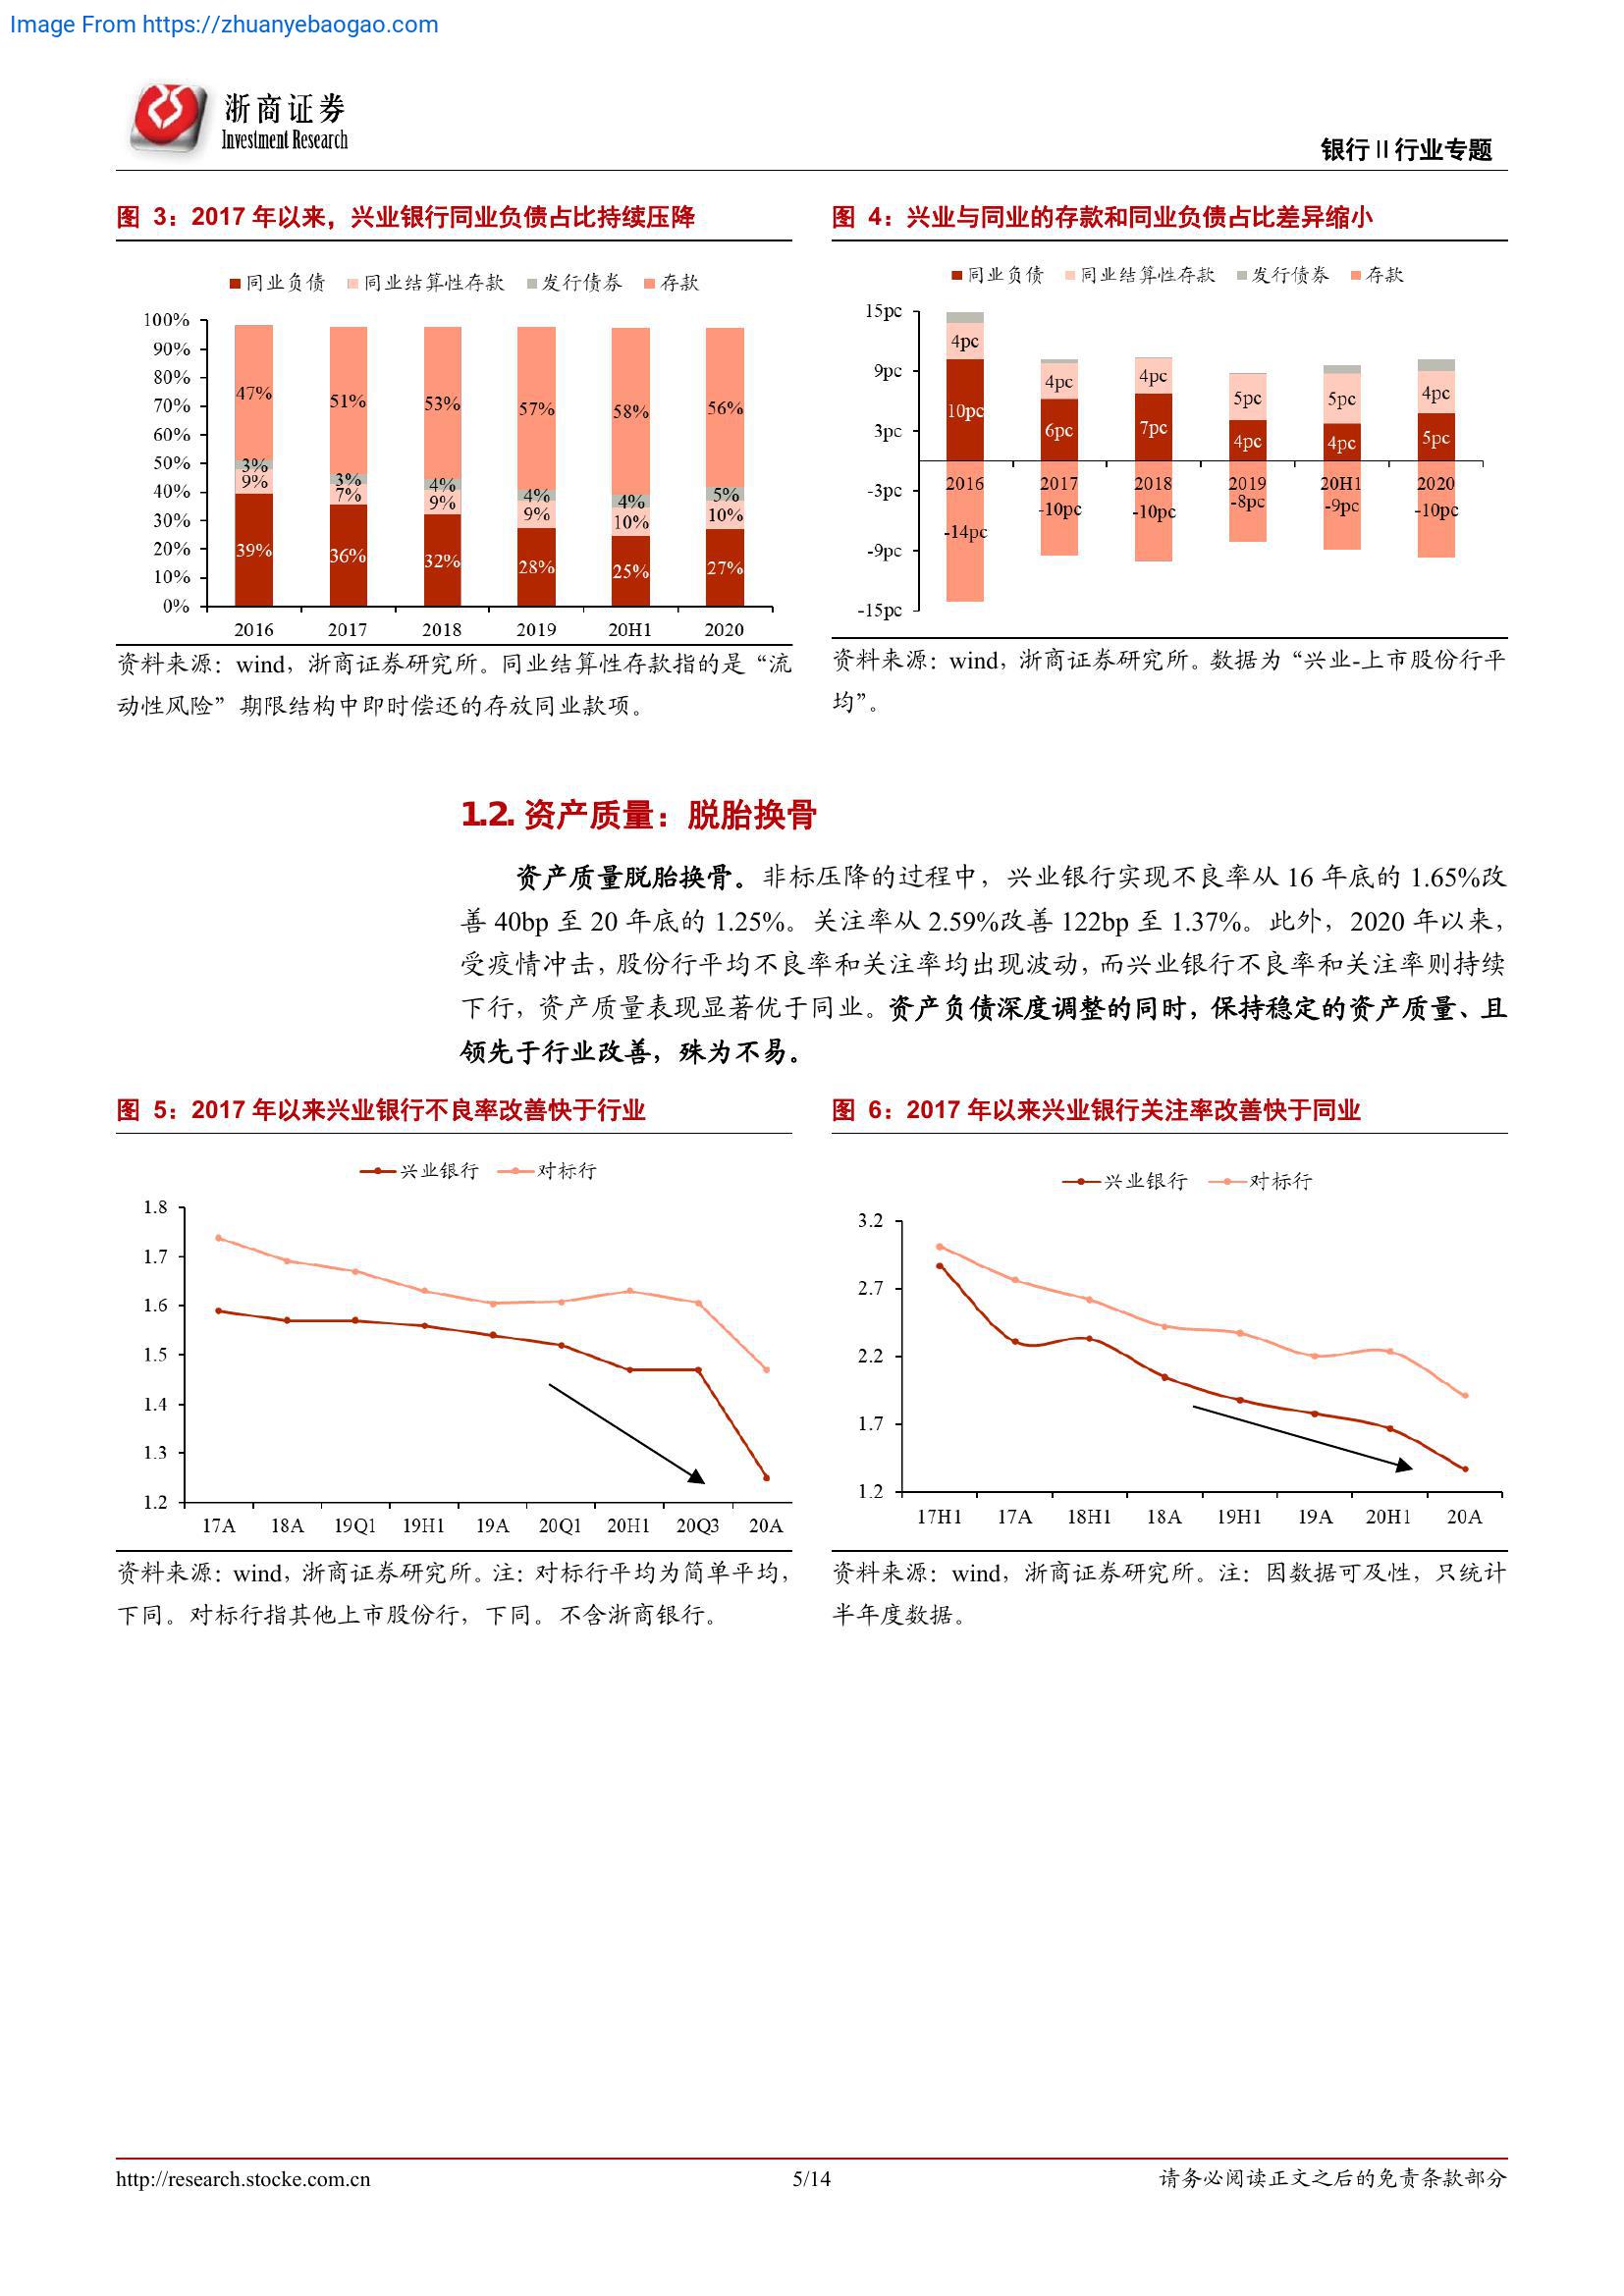 Image From https://zhuanyebaogao.com
浙商证券
Investment Research
银行Ⅱ行业专题
图 3：2017 年以来，兴业银行同业负债占比持续压降
同业负债 同业结算性存款 发行债券 存款
100%
90%
80%
70%
60%
50%
40%
30%
20%
10%
0%
47% 51% 53% 57% 58% 56%
3% 3% 4% 4% 4% 5%
9% 7% 9% 9% 10% 10%
39% 36% 32% 28% 25% 27%
2016 2017 2018 2019 20H1 2020
资料来源：wind，浙商证券研究所。同业结算性存款指的是“流
动性风险”期限结构中即时偿还的存放同业款项。
图 4：兴业与同业的存款和同业负债占比差异缩小
同业负债 同业结算性存款 发行债券 存款
15pc
9pc
3pc
-3pc
-9pc
-15pc
4pc 4pc 4pc 5pc 5pc 4pc
10pc 6pc 7pc 4pc 4pc 5pc
2016 2017 2018 2019 20H1 2020
-14pc -10pc -10pc -8pc -9pc -10pc
资料来源：wind，浙商证券研究所。数据为“兴业-上市股份行平
均”。
1.2. 资产质量：脱胎换骨
资产质量脱胎换骨。非标压降的过程中，兴业银行实现不良率从 16 年底的 1.65%改
善 40bp 至 20 年底的 1.25%。关注率从 2.59%改善 122bp 至 1.37%。此外，2020 年以来，
受疫情冲击，股份行平均不良率和关注率均出现波动，而兴业银行不良率和关注率则持续
下行，资产质量表现显著优于同业。资产负债深度调整的同时，保持稳定的资产质量、且
领先于行业改善，殊为不易。
图 5：2017 年以来兴业银行不良率改善快于行业
兴业银行 对标行
1.8
1.7
1.6
1.5
1.4
1.3
1.2
17A 18A 19Q1 19H1 19A 20Q1 20H1 20Q3 20A
资料来源：wind，浙商证券研究所。注：对标行平均为简单平均，
下同。对标行指其他上市股份行，下同。不含浙商银行。
图 6：2017 年以来兴业银行关注率改善快于同业
兴业银行 对标行
3.2
2.7
2.2
1.7
1.2
17H1 17A 18H1 18A 19H1 19A 20H1 20A
资料来源：wind，浙商证券研究所。注：因数据可及性，只统计
半年度数据。
http://research.stocke.com.cn 5/14 请务必阅读正文之后的免责条款部分